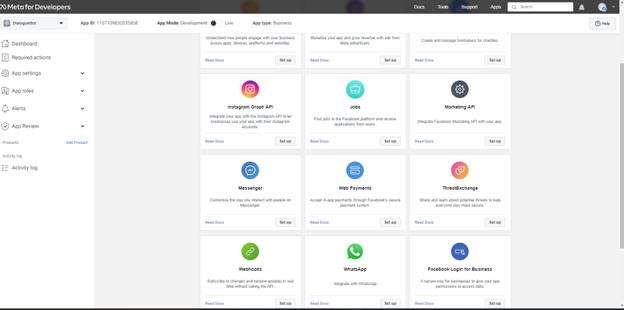 Meta for Developers
Docs Tools Support Apps Search
DialogueBot
App ID: 1107109830335858 App Mode: Development Live App type: Business
Help
Dashboard
Required actions
App settings
App roles
Alerts
App Review
Products Add Product
Activity log
Activity log
Understand how people engage with your business
across apps, devices, platforms and websites.
Read Docs Set up
Monetize your app and grow revenue with ads from
Meta advertisers.
Read Docs Set up
Create and manage fundraisers for charities.
Read Docs Set up
Instagram Graph API
Integrate your app with the Instagram API to let
businesses use your app with their Instagram
accounts.
Read Docs Set up
Jobs
Post jobs to the Facebook platform and receive
applications from users
Read Docs Set up
Marketing API
Integrate Facebook Marketing API with your app.
Read Docs Set up
Messenger
Customize the way you interact with people on
Messenger.
Read Docs Set up
Web Payments
Accept in-app payments through Facebook's secure
payment system
Read Docs Set up
ThreatExchange
Share and learn about potential threats to help
everyone stay more secure.
Read Docs Set up
Webhooks
Subscribe to changes and receive updates in real
time without calling the API.
Read Docs Set up
WhatsApp
Integrate with WhatsApp
Read Docs Set up
Facebook Login for Business
A secure way for businesses to give your app
permissions to access data.
Read Docs Set up